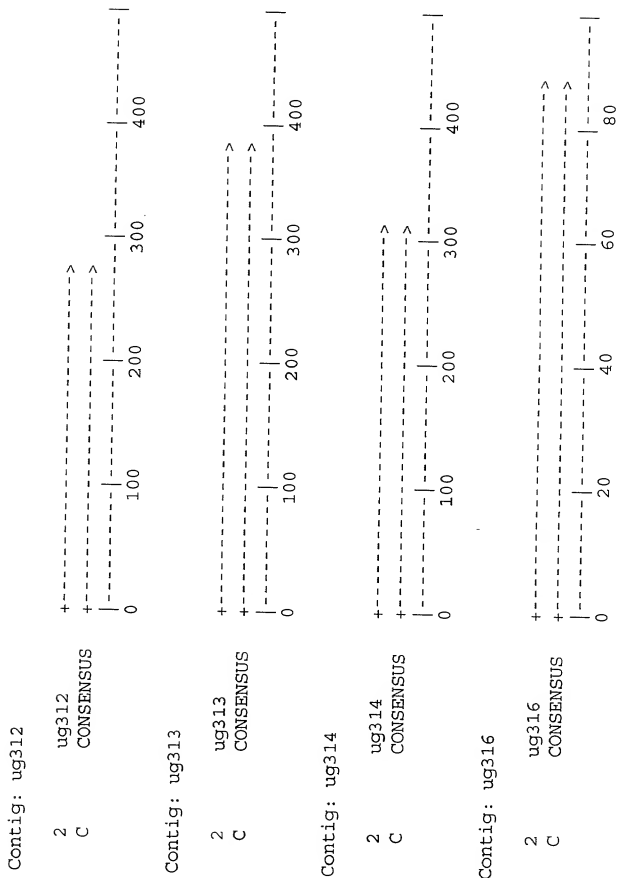 Contig: ug312
2 ug312 +---------------------------->
C CONSENSUS +---------------------------->
|---------|---------|---------|---------|---------|
0 100 200 300 400
Contig: ug313
2 ug313 +-------------------------------------->
C CONSENSUS +-------------------------------------->
|---------|---------|---------|---------|---------|
0 100 200 300 400
Contig: ug314
2 ug314 +------------------------------->
C CONSENSUS +------------------------------->
|---------|---------|---------|---------|---------|
0 100 200 300 400
Contig: ug316
2 ug316 +------------------------------------------->
C CONSENSUS +------------------------------------------->
|---------|---------|---------|---------|---------|
0 20 40 60 80